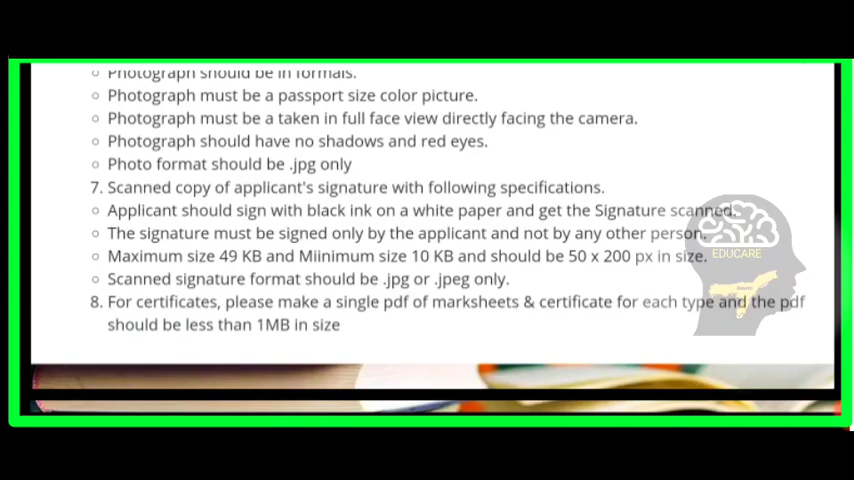 Photograph should be in formals.
Photograph must be a passport size color picture.
Photograph must be a taken in full face view directly facing the camera.
Photograph should have no shadows and red eyes.
Photo format should be .jpg only
7. Scanned copy of applicant's signature with following specifications.
Applicant should sign with black ink on a white paper and get the Signature scanned.
The signature must be signed only by the applicant and not by any other person.
Maximum size 49 KB and Miinimum size 10 KB and should be 50 x 200 px in size.
EDUCARE
Scanned signature format should be .jpg or .jpeg only.
8. For certificates, please make a single pdf of marksheets & certificate for each type and the pdf
should be less than 1MB in size